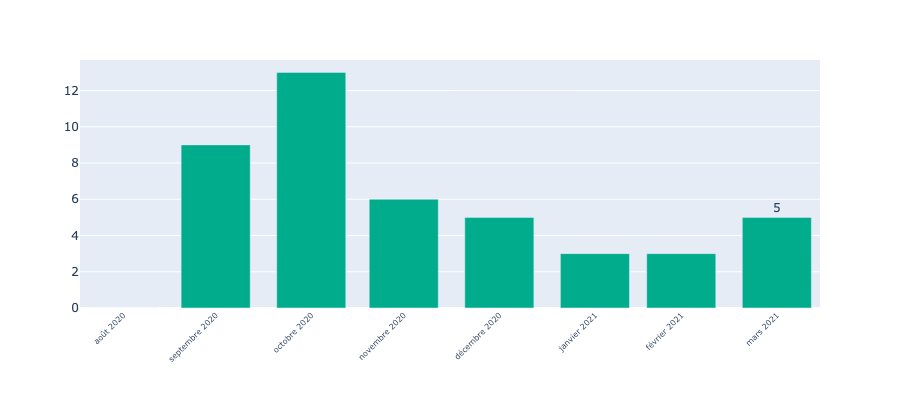 12
10
8
6
4
2
0
5
août 2020
septembre 2020
octobre 2020
novembre 2020
décembre 2020
janvier 2021
février 2021
mars 2021